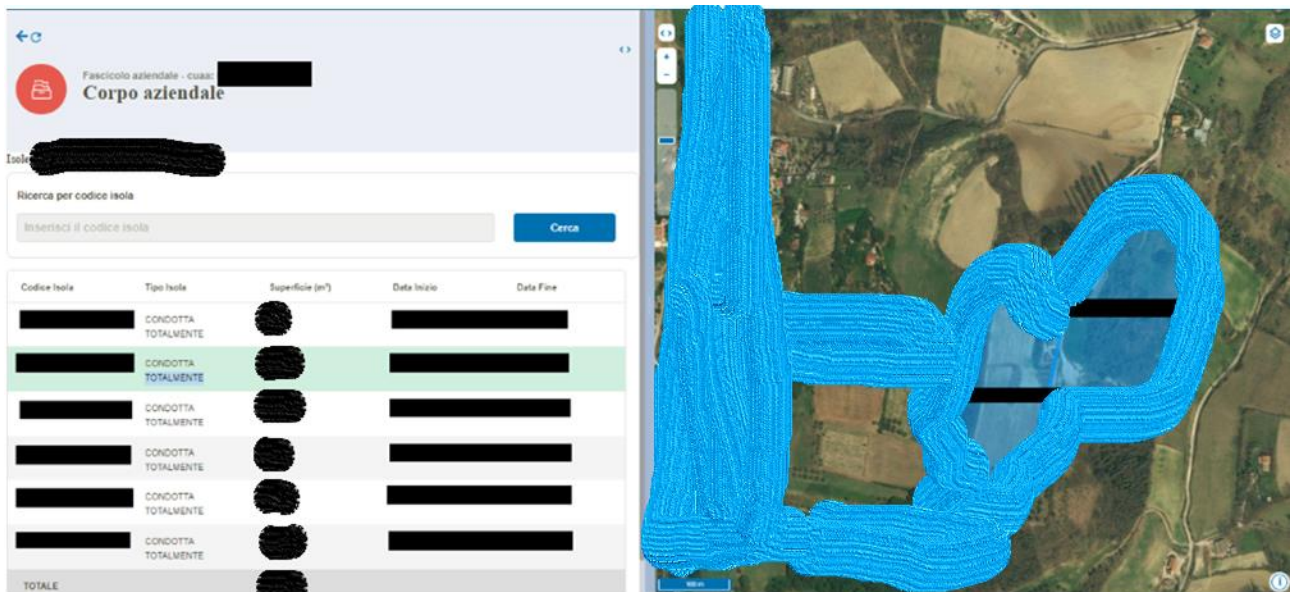 Fascicolo aziendale - cuaa:
Corpo aziendale
Isole
Ricerca per codice isola
Inserisci il codice isola
Cerca
Codice Isola Tipo Isola Superficie (m²) Data Inizio Data Fine
CONDOTTA
TOTALMENTE
CONDOTTA
TOTALMENTE
CONDOTTA
TOTALMENTE
CONDOTTA
TOTALMENTE
CONDOTTA
TOTALMENTE
CONDOTTA
TOTALMENTE
TOTALE